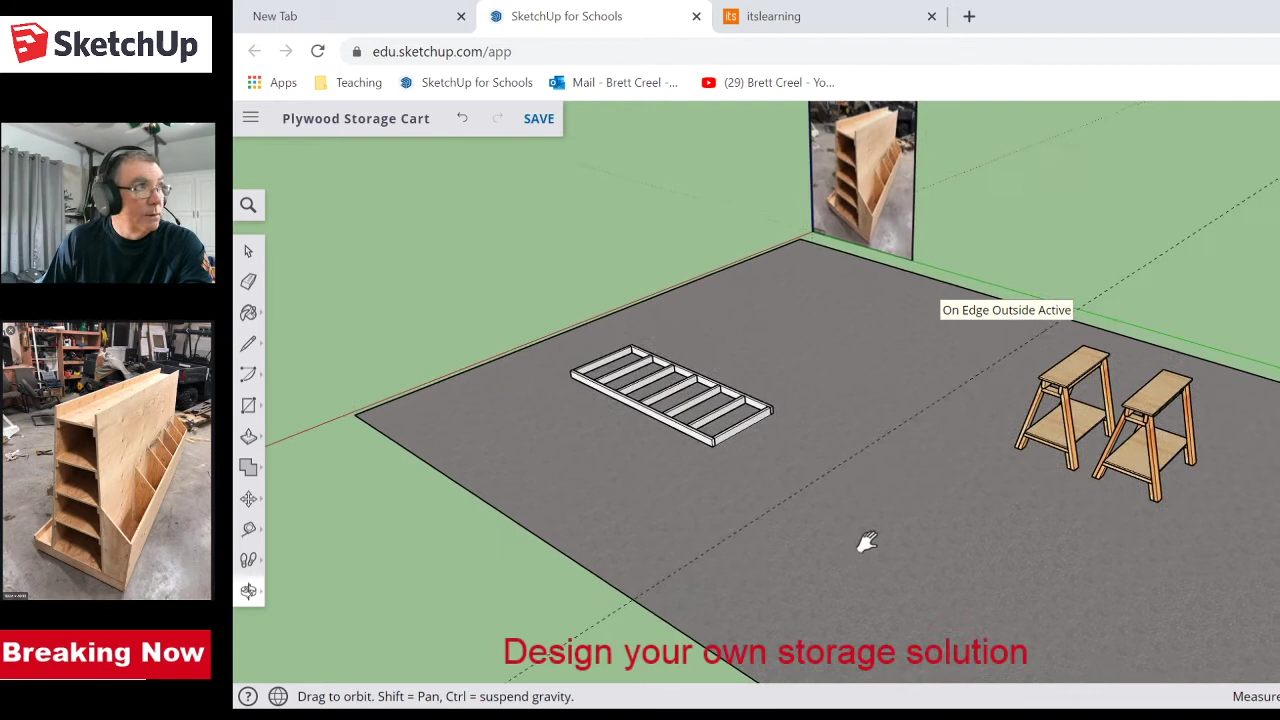 SketchUp
New Tab
SketchUp for Schools
its
itslearning
edu.sketchup.com/app
Apps
Teaching
SketchUp for Schools
Mail - Brett Creel -...
(29) Brett Creel - Yo...
Plywood Storage Cart
SAVE
On Edge Outside Active
Breaking Now
Design your own storage solution
Drag to orbit. Shift = Pan, Ctrl = suspend gravity.
Measure